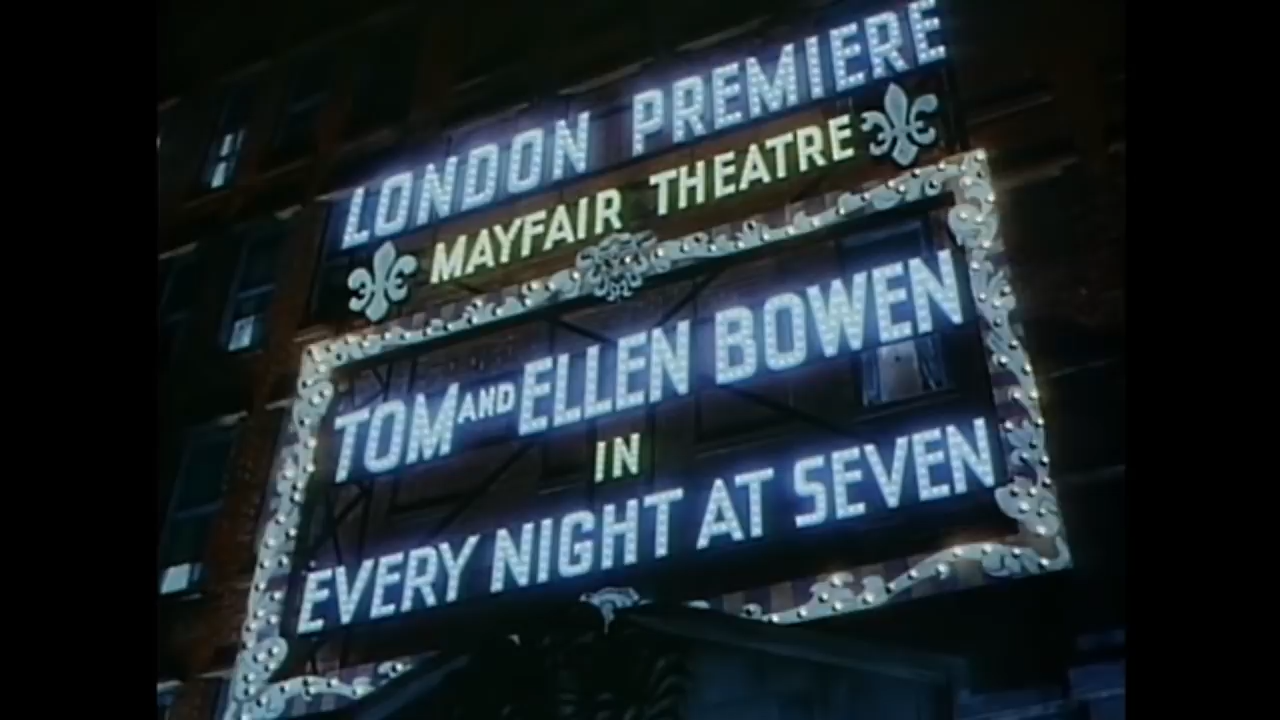 LONDON PREMIERE
MAYFAIR THEATRE
TOM AND ELLEN BOWEN
IN
EVERY NIGHT AT SEVEN